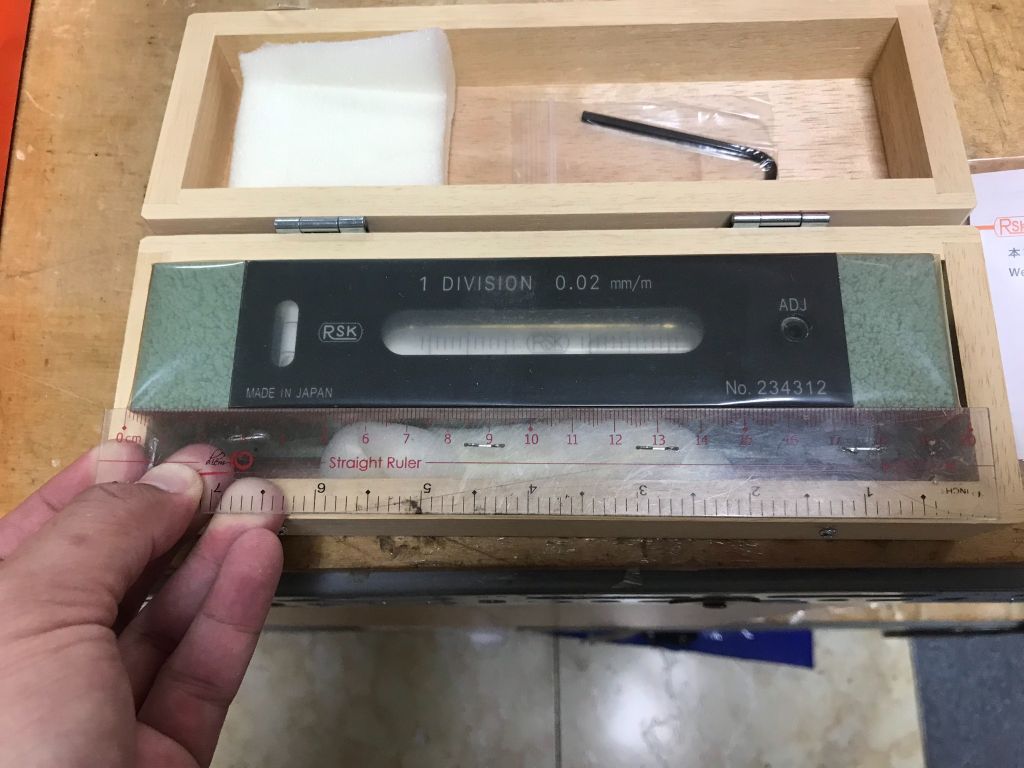 1 DIVISION 0.02 mm/m
ADJ
RSK
RSK
MADE IN JAPAN
No. 234312
RSK
本
We
0cm 6 7 8 9 10 11 12 13 14 15 16 17 18
Straight Ruler
7 6 5 4 3 2 1 INCH